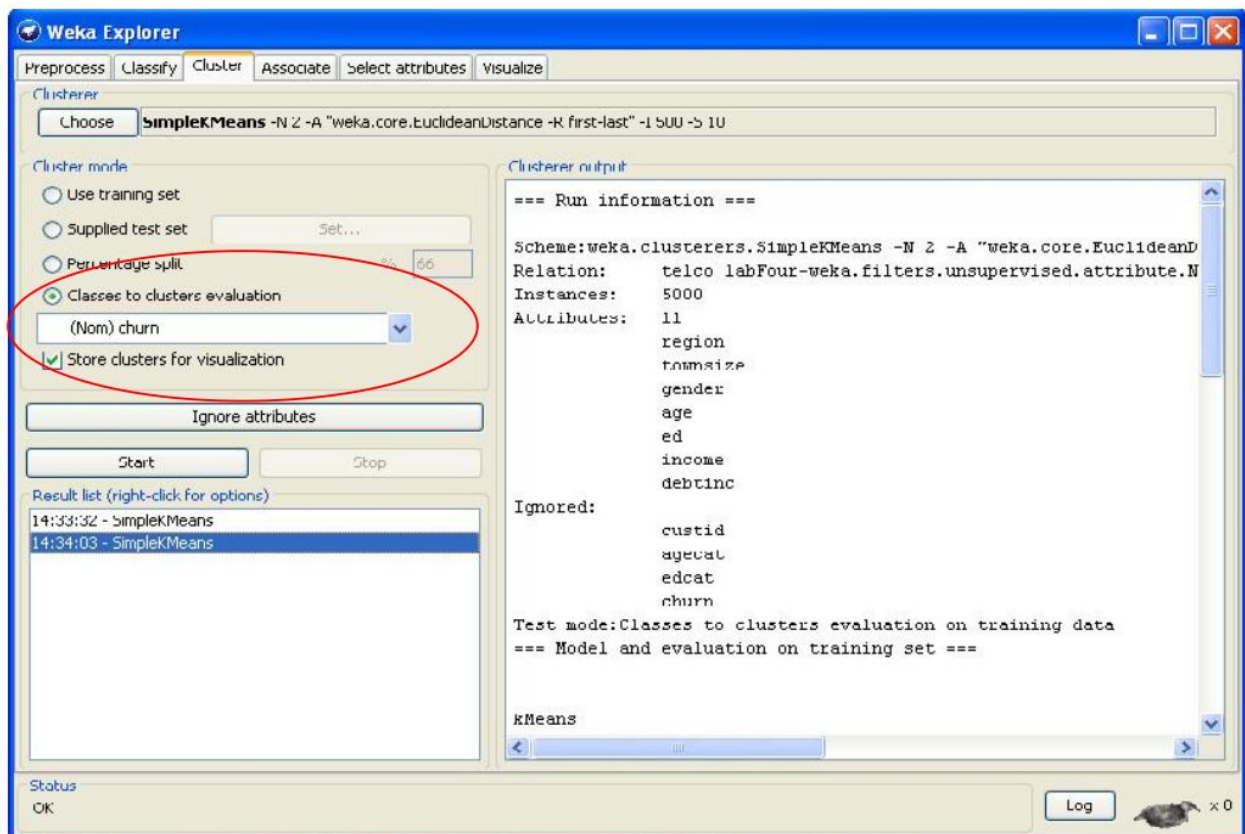 Weka Explorer
Preprocess Classify Cluster Associate Select attributes Visualize
Clusterer
Choose SimpleKMeans -N 2 -A "weka.core.EuclideanDistance -R first-last" -I 500 -S 10
Cluster mode
Use training set
Supplied test set Set...
Percentage split % 66
Classes to clusters evaluation
(Nom) churn
Store clusters for visualization
Ignore attributes
Start Stop
Result list (right-click for options)
14:33:32 - SimpleKMeans
14:34:03 - SimpleKMeans
Clusterer output
=== Run information ===
Scheme:weka.clusterers.SimpleKMeans -N 2 -A "weka.core.EuclideanD
Relation: telco labFour-weka.filters.unsupervised.attribute.N
Instances: 5000
Attributes: 11
region
townsize
gender
age
ed
income
debtinc
Ignored:
custid
agecat
edcat
churn
Test mode:Classes to clusters evaluation on training data
=== Model and evaluation on training set ===
kMeans
Status
OK
Log x 0